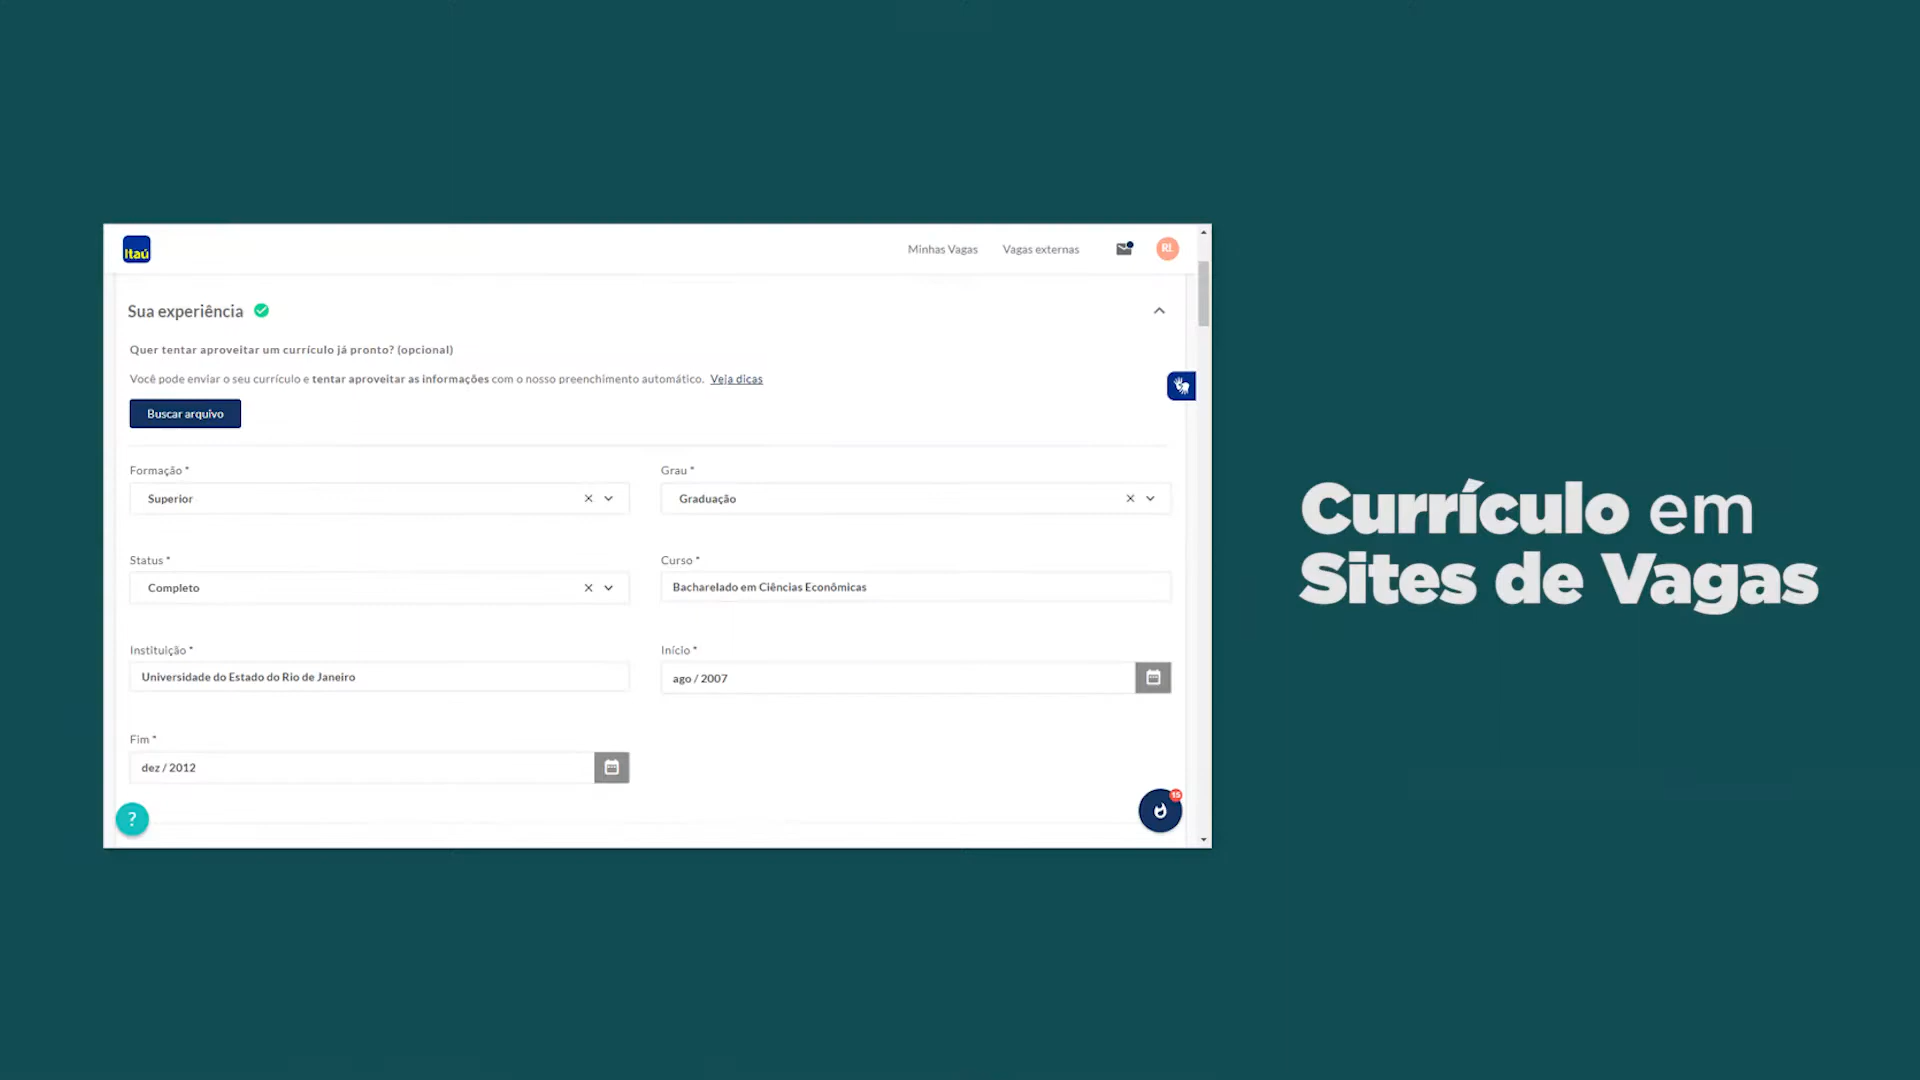 Itaú
Minhas Vagas
Vagas externas
RL
Sua experiência
Quer tentar aproveitar um currículo já pronto? (opcional)
Você pode enviar o seu currículo e tentar aproveitar as informações com o nosso preenchimento automático. Veja dicas
Buscar arquivo
Formação *
Grau *
Superior
Graduação
Status *
Curso *
Completo
Bacharelado em Ciências Econômicas
Instituição *
Início *
Universidade do Estado do Rio de Janeiro
ago / 2007
Fim *
dez / 2012
?
15
Currículo em
Sites de Vagas